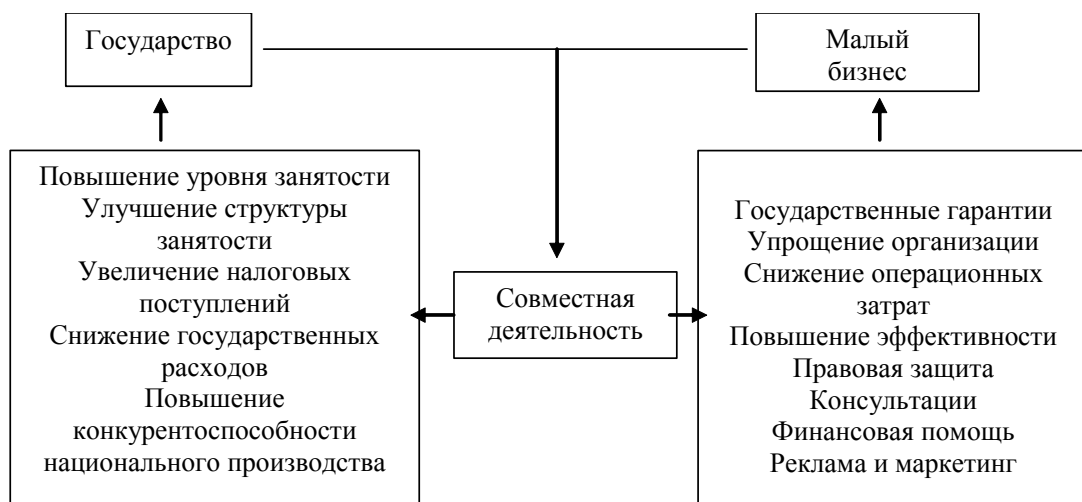 Государство
Малый
бизнес
Повышение уровня занятости
Улучшение структуры
занятости
Увеличение налоговых
поступлений
Снижение государственных
расходов
Повышение
конкурентоспособности
национального производства
Совместная
деятельность
Государственные гарантии
Упрощение организации
Снижение операционных
затрат
Повышение эффективности
Правовая защита
Консультации
Финансовая помощь
Реклама и маркетинг